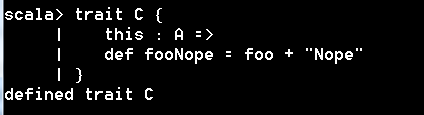 scala> trait C {
     |     this : A =>
     |     def fooNope = foo + "Nope"
     | }
defined trait C